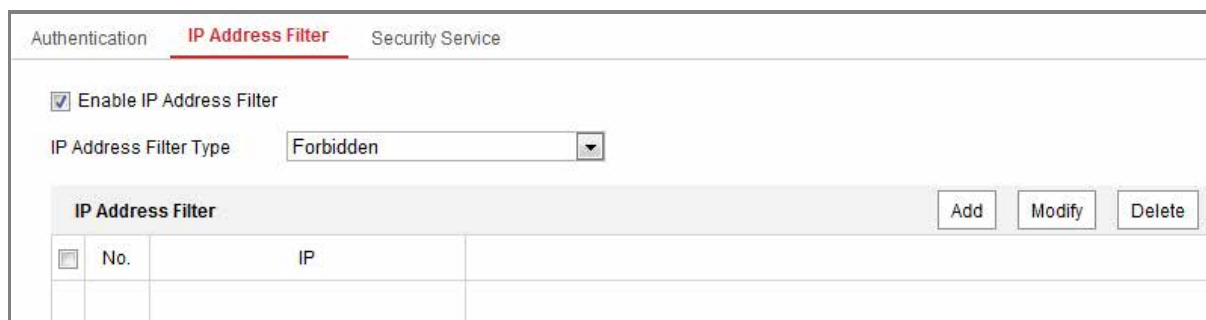 Authentication IP Address Filter Security Service
Enable IP Address Filter
IP Address Filter Type Forbidden
IP Address Filter Add Modify Delete
No. IP